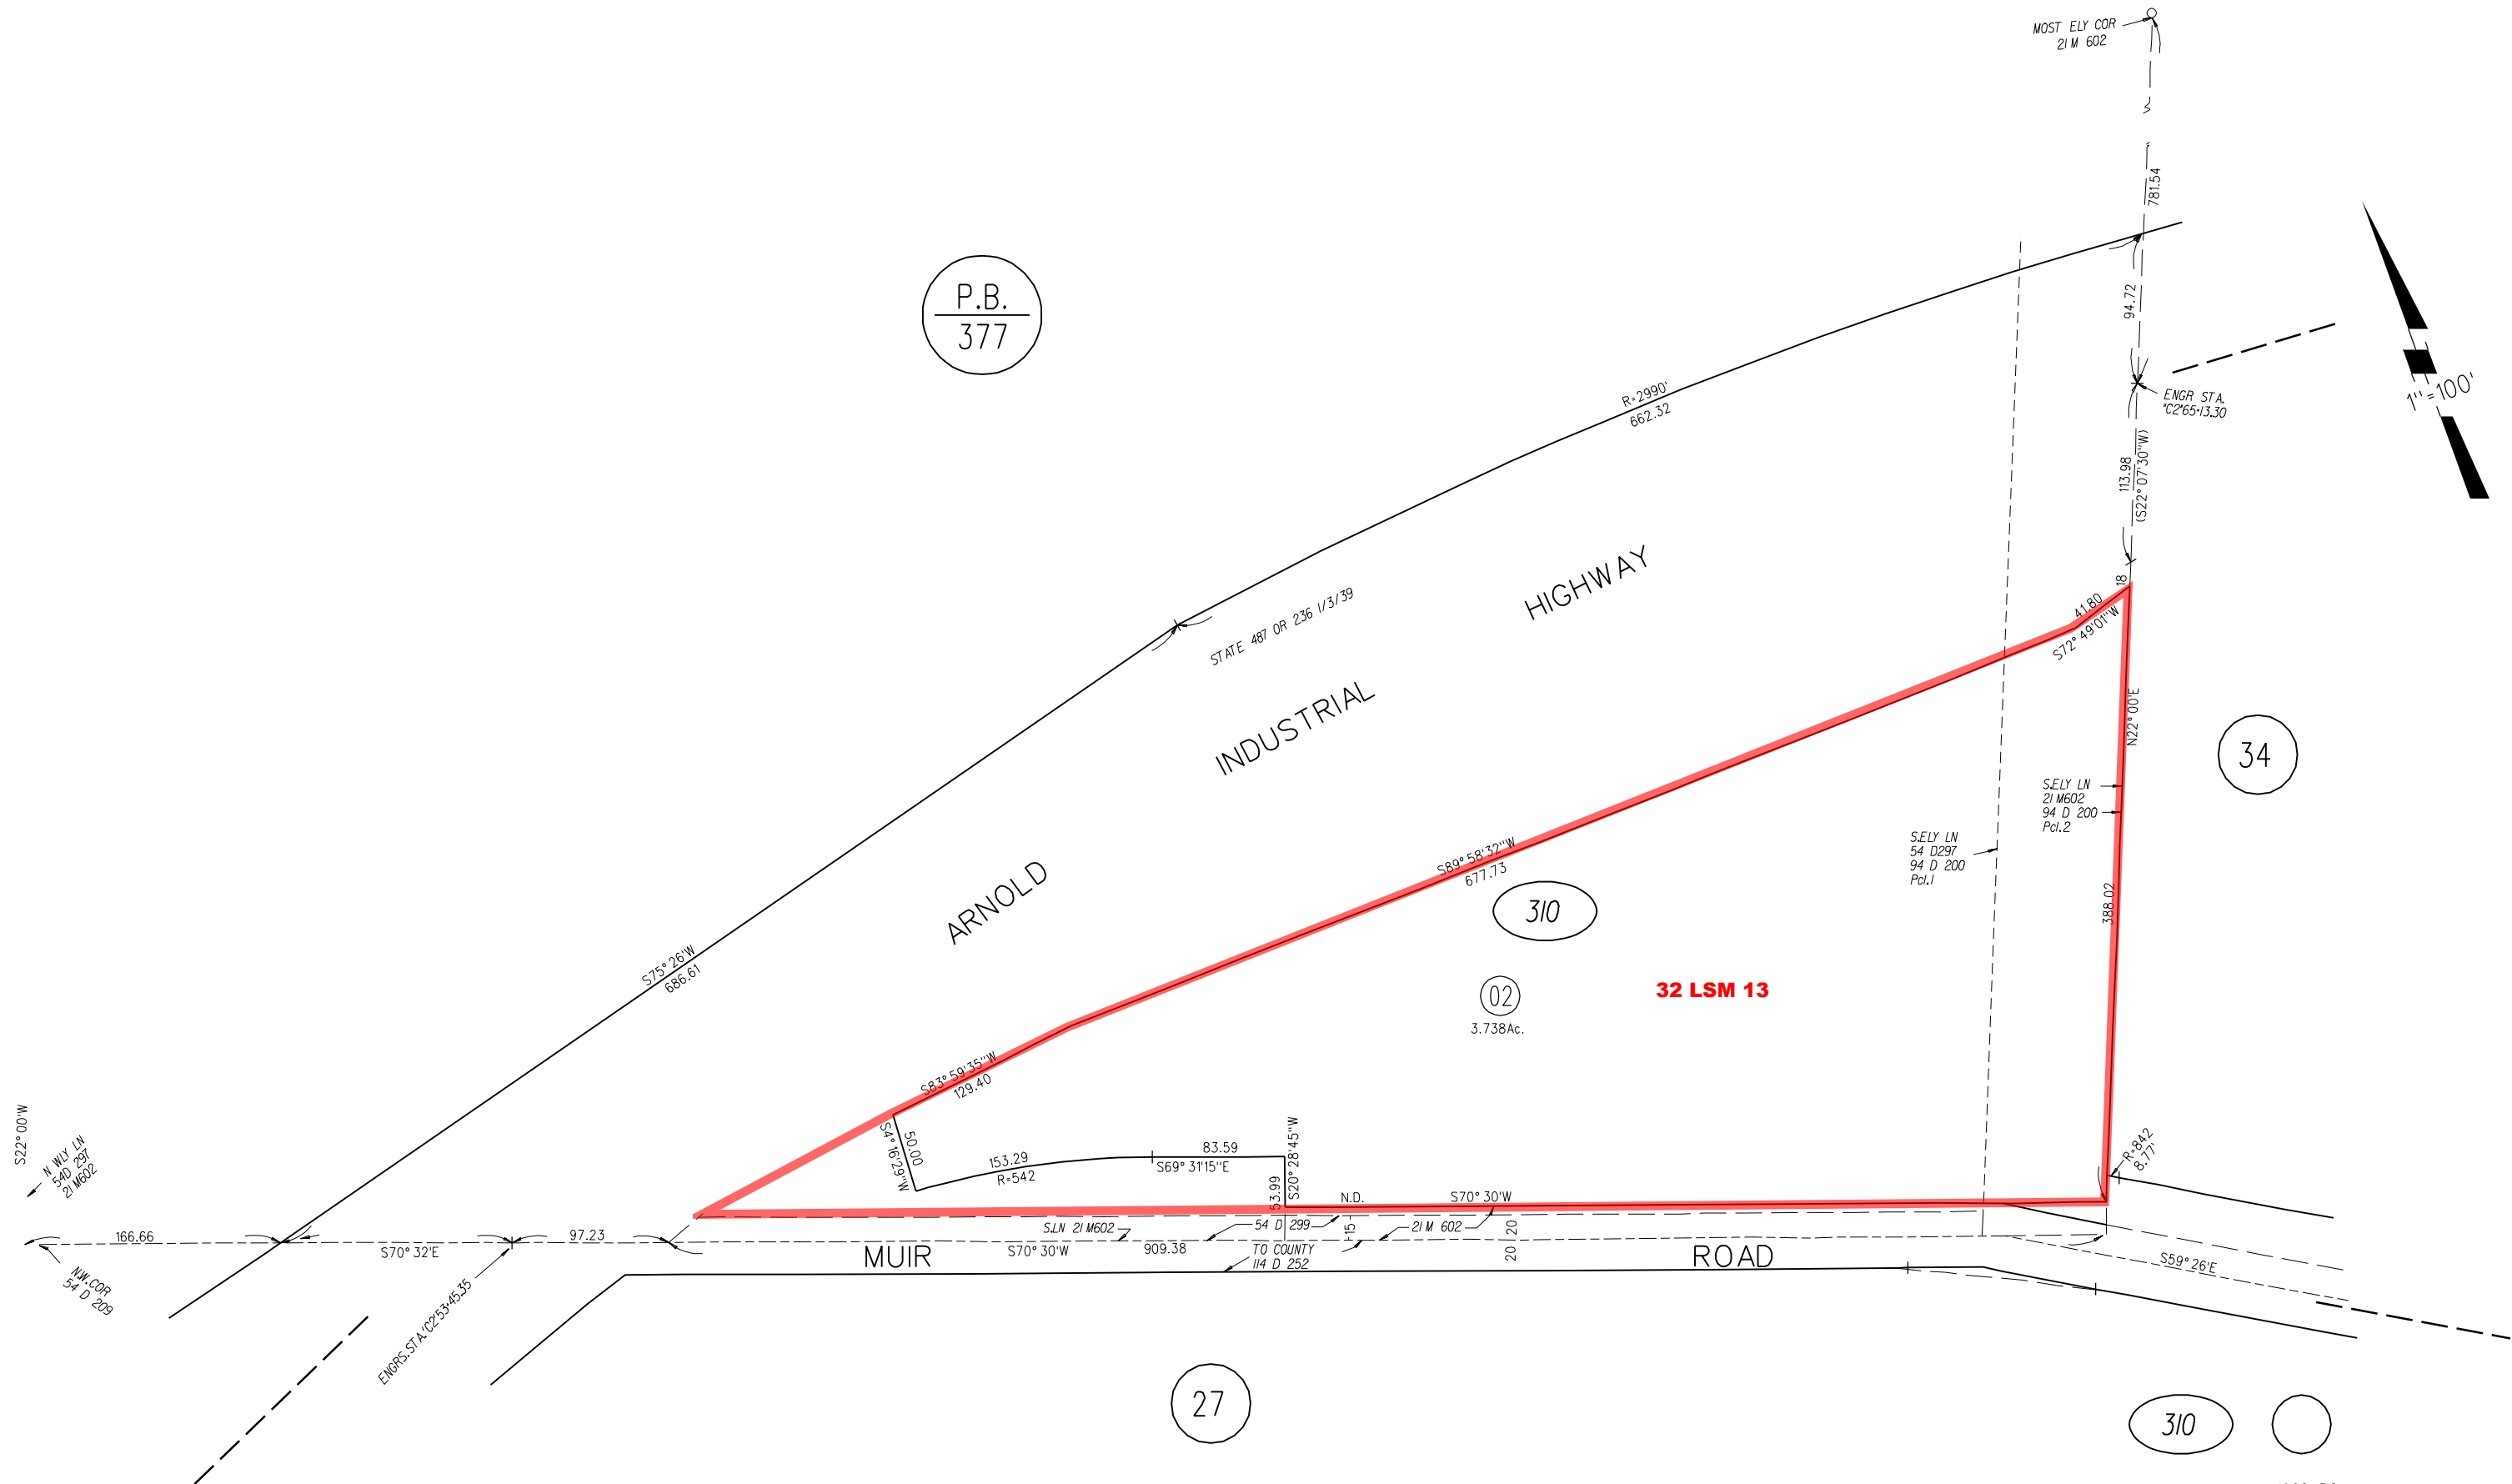 MOST ELY COR
21 M 602
781.54
P.B.
377
94.72
1"=100'
ENGR STA.
"C2"65+13.30
R=2990'
662.32
113.98
(S22°07'30"W)
HIGHWAY
STATE 487 OR 236 1/3/39
18
41.80
S72°49'01"W
INDUSTRIAL
N22°00'E
34
S.ELY LN
21 M602
94 D 200
Pcl.2
S.ELY LN
54 D297
94 D 200
Pcl.1
S89°58'32"W
677.73
ARNOLD
310
388.02
S75°26'W
686.61
02
3.738Ac.
32 LSM 13
S83°59'35"W
129.40
S22°00'W
N WLY LN
54D 297
21 M602
50.00
S4°16'29"W
153.29
R=542
83.59
S69°31'15"E
53.99
S20°28'45"W
R=842
8.77'
N.D.
S70°30'W
166.66
S70°32'E
97.23
S.LN 21 M602
54 D 299
15
21 M 602
20
20
MUIR
S70°30'W
909.38
TO COUNTY
114 D 252
ROAD
S59°26'E
N.W.COR
54 D 209
ENGRS.STA."C2"53+45.35
27
310